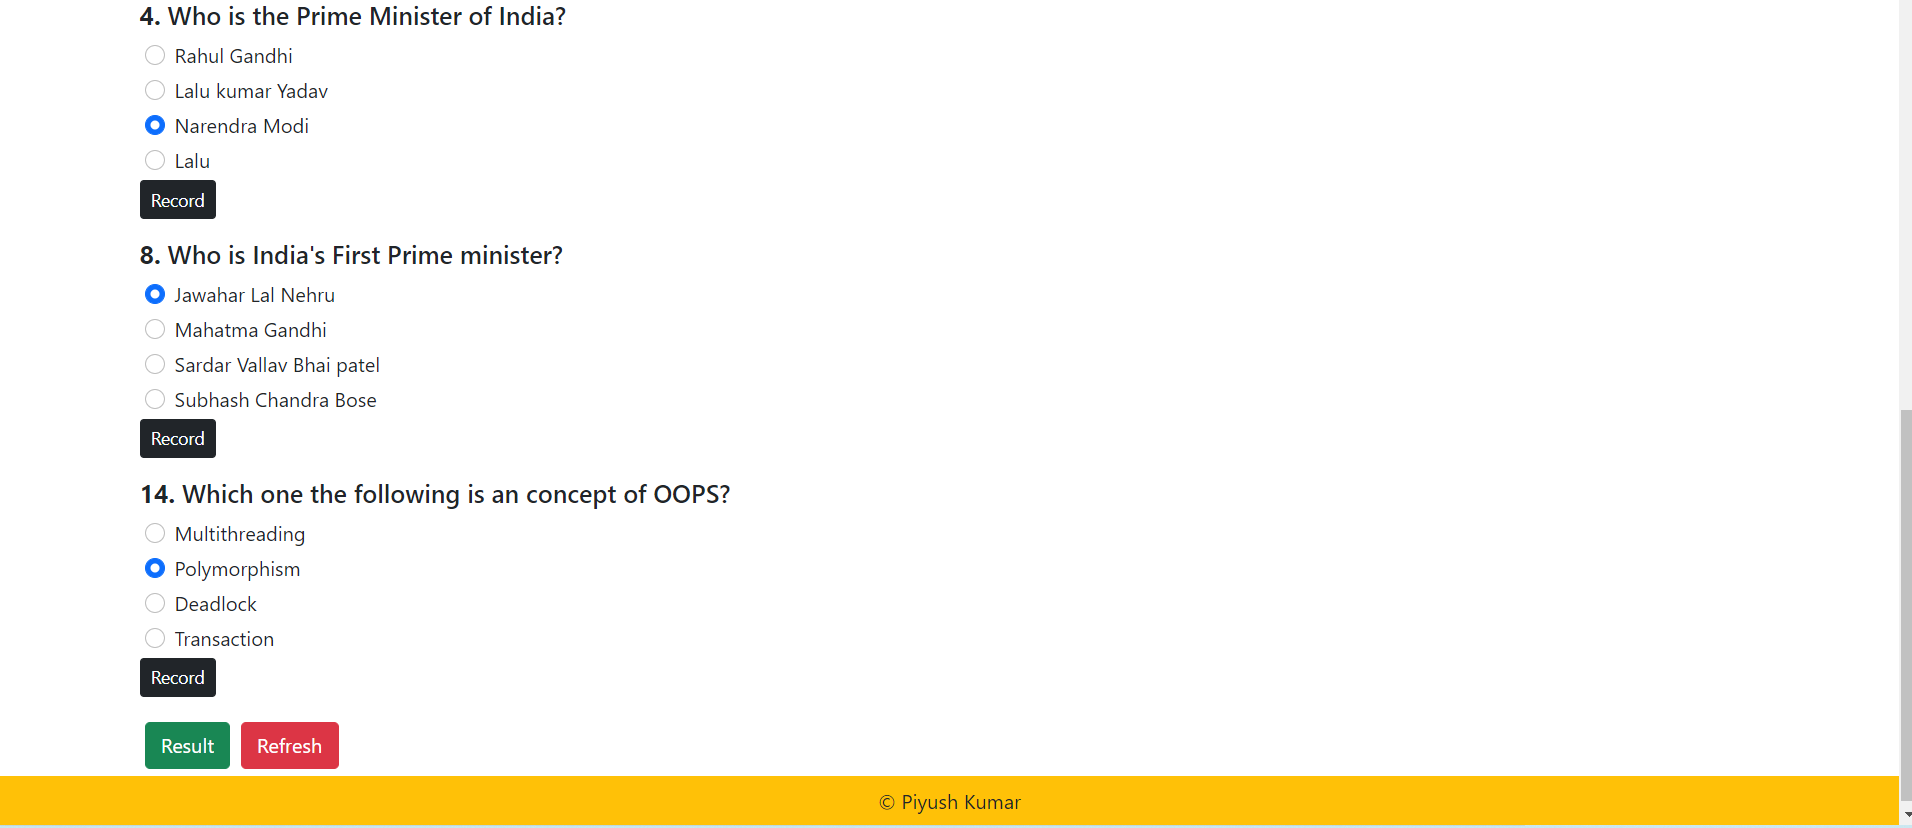 4. Who is the Prime Minister of India?
Rahul Gandhi
Lalu kumar Yadav
Narendra Modi
Lalu
Record
8. Who is India's First Prime minister?
Jawahar Lal Nehru
Mahatma Gandhi
Sardar Vallav Bhai patel
Subhash Chandra Bose
Record
14. Which one the following is an concept of OOPS?
Multithreading
Polymorphism
Deadlock
Transaction
Record
Result Refresh
© Piyush Kumar